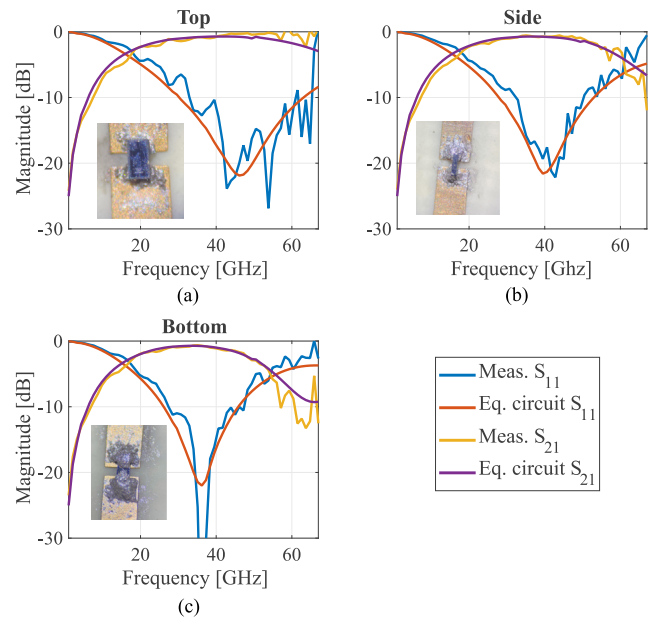 Top
0
-10
-20
-30
Magnitude [dB]
20 40 60
Frequency [GHz]
(a)
Side
0
-10
-20
-30
Magnitude [dB]
20 40 60
Frequency [Ghz]
(b)
Bottom
0
-10
-20
-30
Magnitude [dB]
20 40 60
Frequency [GHz]
(c)
Meas. S11
Eq. circuit S11
Meas. S21
Eq. circuit S21